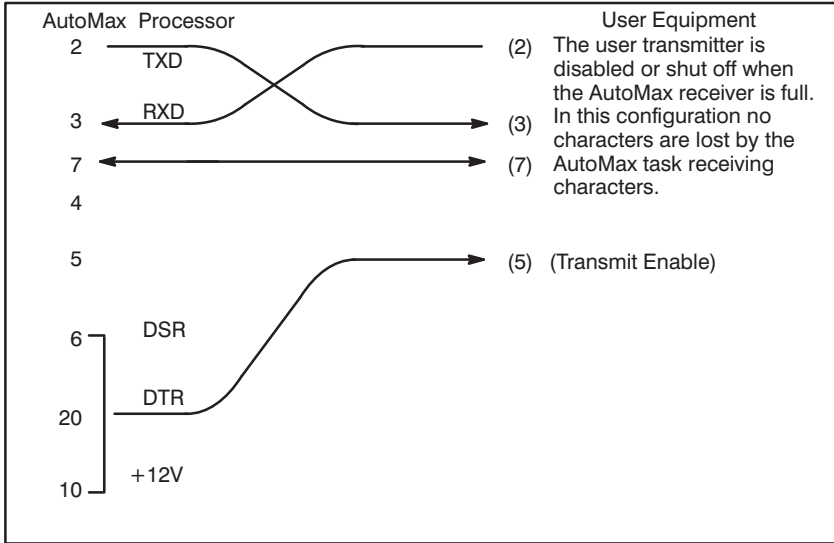 AutoMax Processor
User Equipment
2
TXD
(2)
The user transmitter is
disabled or shut off when
the AutoMax receiver is full.
3
RXD
(3)
In this configuration no
characters are lost by the
7
(7)
AutoMax task receiving
characters.
4
5
(5) (Transmit Enable)
6
DSR
20
DTR
10
+12V